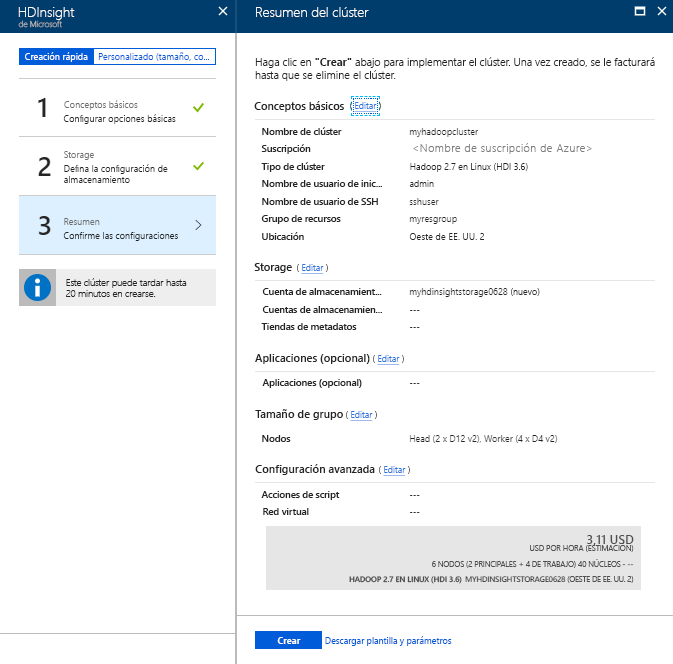 HDInsight
de Microsoft
Creación rápida
Personalizado (tamaño, co...
1
Conceptos básicos
Configurar opciones básicas
2
Storage
Defina la configuración de
almacenamiento
3
Resumen
Confirme las configuraciones
Este clúster puede tardar hasta
20 minutos en crearse.
Resumen del clúster
Haga clic en "Crear" abajo para implementar el clúster. Una vez creado, se le facturará
hasta que se elimine el clúster.
Conceptos básicos (Editar)
Nombre de clúster myhadoopcluster
Suscripción <Nombre de suscripción de Azure>
Tipo de clúster Hadoop 2.7 en Linux (HDI 3.6)
Nombre de usuario de inic... admin
Nombre de usuario de SSH sshuser
Grupo de recursos myresgroup
Ubicación Oeste de EE. UU. 2
Storage (Editar)
Cuenta de almacenamient... myhdinsightstorage0628 (nuevo)
Cuentas de almacenamien... ---
Tiendas de metadatos ---
Aplicaciones (opcional) (Editar)
Aplicaciones (opcional) ---
Tamaño de grupo (Editar)
Nodos Head (2 x D12 v2), Worker (4 x D4 v2)
Configuración avanzada (Editar)
Acciones de script ---
Red virtual ---
3,11 USD
USD POR HORA (ESTIMACIÓN)
6 NODOS (2 PRINCIPALES + 4 DE TRABAJO) 40 NÚCLEOS - --
HADOOP 2.7 EN LINUX (HDI 3.6) MYHDINSIGHTSTORAGE0628 (OESTE DE EE. UU. 2)
Crear
Descargar plantilla y parámetros